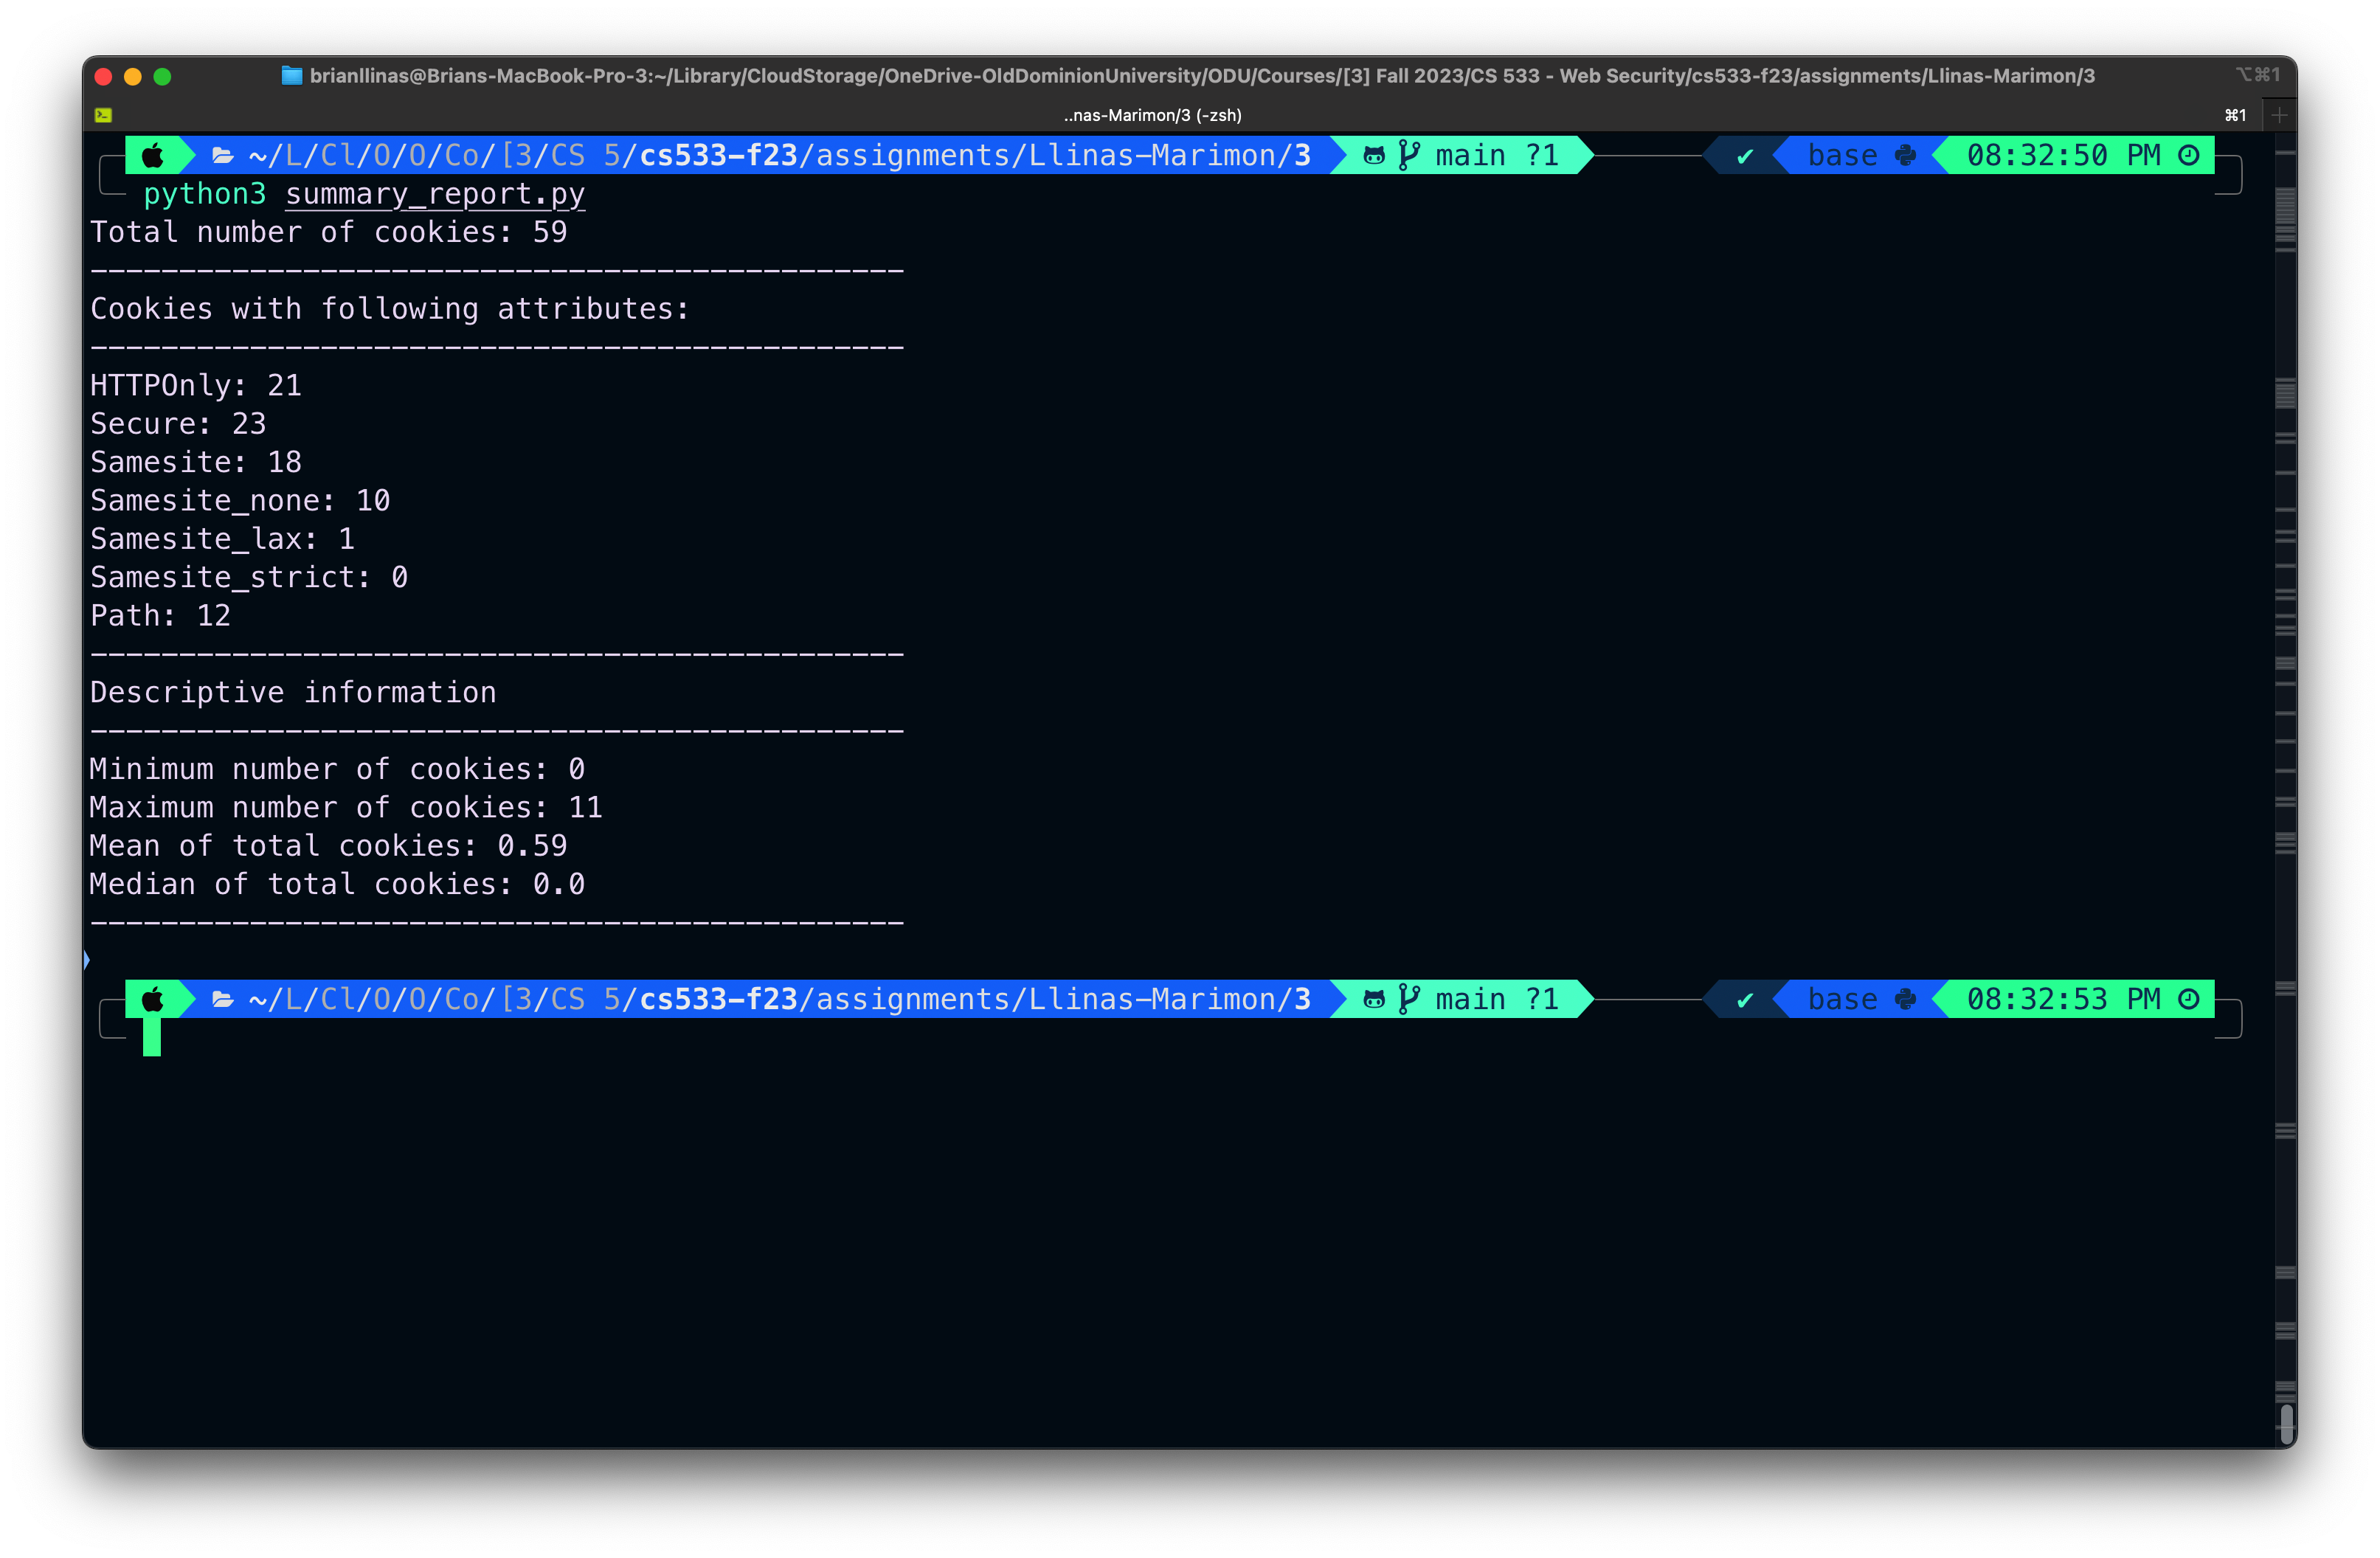 brianllinas@Brians-MacBook-Pro-3:~/Library/CloudStorage/OneDrive-OldDominionUniversity/ODU/Courses/[3] Fall 2023/CS 533 - Web Security/cs533-f23/assignments/Llinas-Marimon/3 ⌥⌘1
..nas-Marimon/3 (-zsh) ⌘1
~/L/Cl/O/O/Co/[3/CS 5/cs533-f23/assignments/Llinas-Marimon/3 main ?1 ✔ base 08:32:50 PM
python3 summary_report.py
Total number of cookies: 59
----------------------------------------------
Cookies with following attributes:
----------------------------------------------
HTTPOnly: 21
Secure: 23
Samesite: 18
Samesite_none: 10
Samesite_lax: 1
Samesite_strict: 0
Path: 12
----------------------------------------------
Descriptive information
----------------------------------------------
Minimum number of cookies: 0
Maximum number of cookies: 11
Mean of total cookies: 0.59
Median of total cookies: 0.0
----------------------------------------------
~/L/Cl/O/O/Co/[3/CS 5/cs533-f23/assignments/Llinas-Marimon/3 main ?1 ✔ base 08:32:53 PM